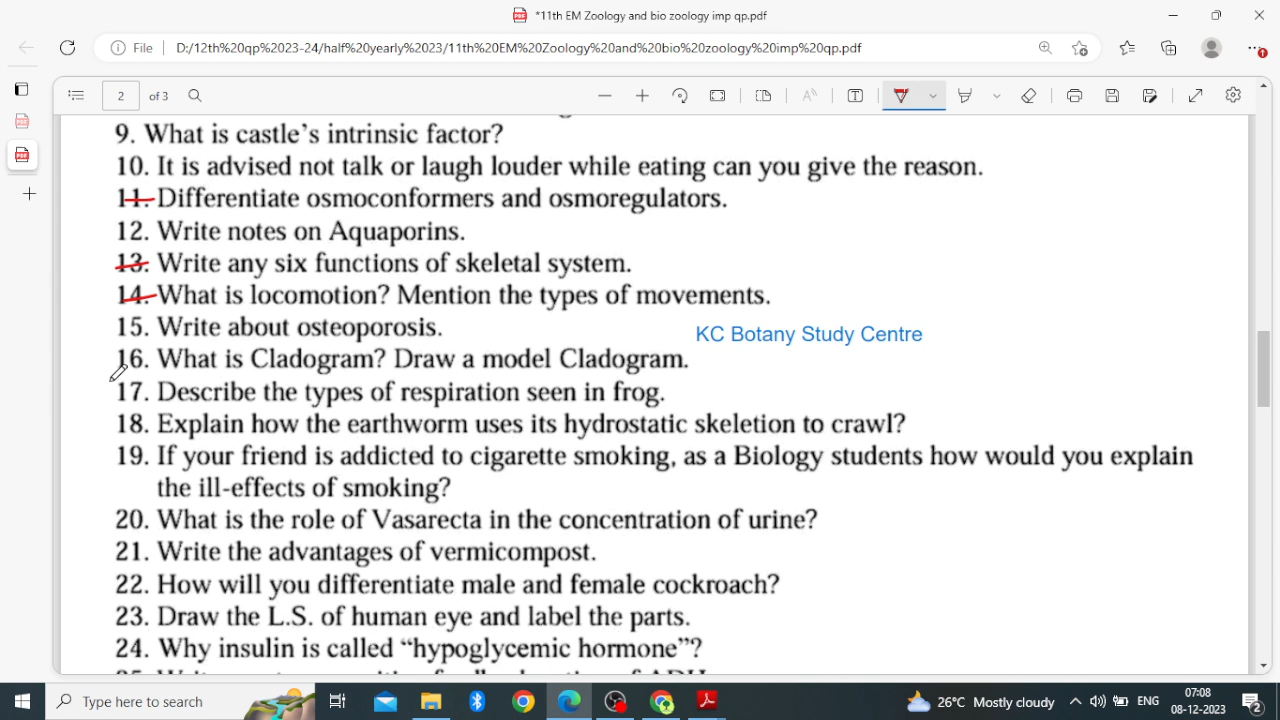 *11th EM Zoology and bio zoology imp qp.pdf
File
D:/12th%20qp%202023-24/half%20yearly%202023/11th%20EM%20Zoology%20and%20bio%20zoology%20imp%20qp.pdf
2 of 3
9. What is castle's intrinsic factor?
10. It is advised not talk or laugh louder while eating can you give the reason.
11. Differentiate osmoconformers and osmoregulators.
12. Write notes on Aquaporins.
13. Write any six functions of skeletal system.
14. What is locomotion? Mention the types of movements.
15. Write about osteoporosis.
KC Botany Study Centre
16. What is Cladogram? Draw a model Cladogram.
17. Describe the types of respiration seen in frog.
18. Explain how the earthworm uses its hydrostatic skeletion to crawl?
19. If your friend is addicted to cigarette smoking, as a Biology students how would you explain
the ill-effects of smoking?
20. What is the role of Vasarecta in the concentration of urine?
21. Write the advantages of vermicompost.
22. How will you differentiate male and female cockroach?
23. Draw the L.S. of human eye and label the parts.
24. Why insulin is called “hypoglycemic hormone”?
Type here to search
26°C Mostly cloudy
ENG
07:08
08-12-2023
2